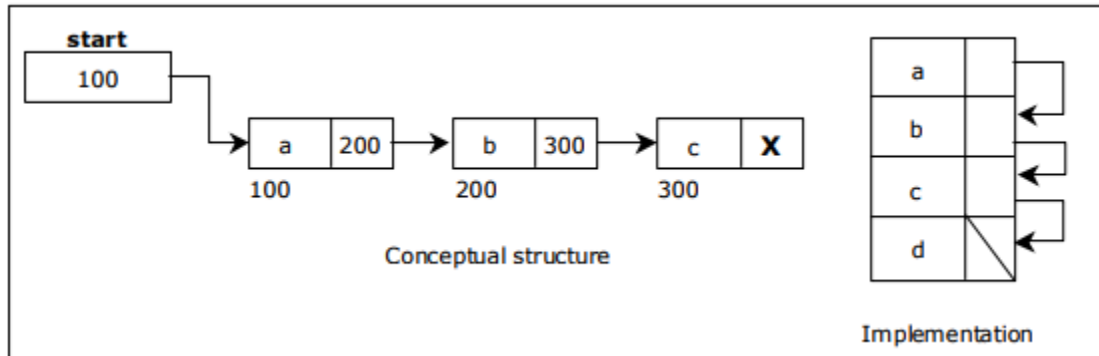 start
100
a 200
b 300
c X
100
200
300
Conceptual structure
a
b
c
d
Implementation